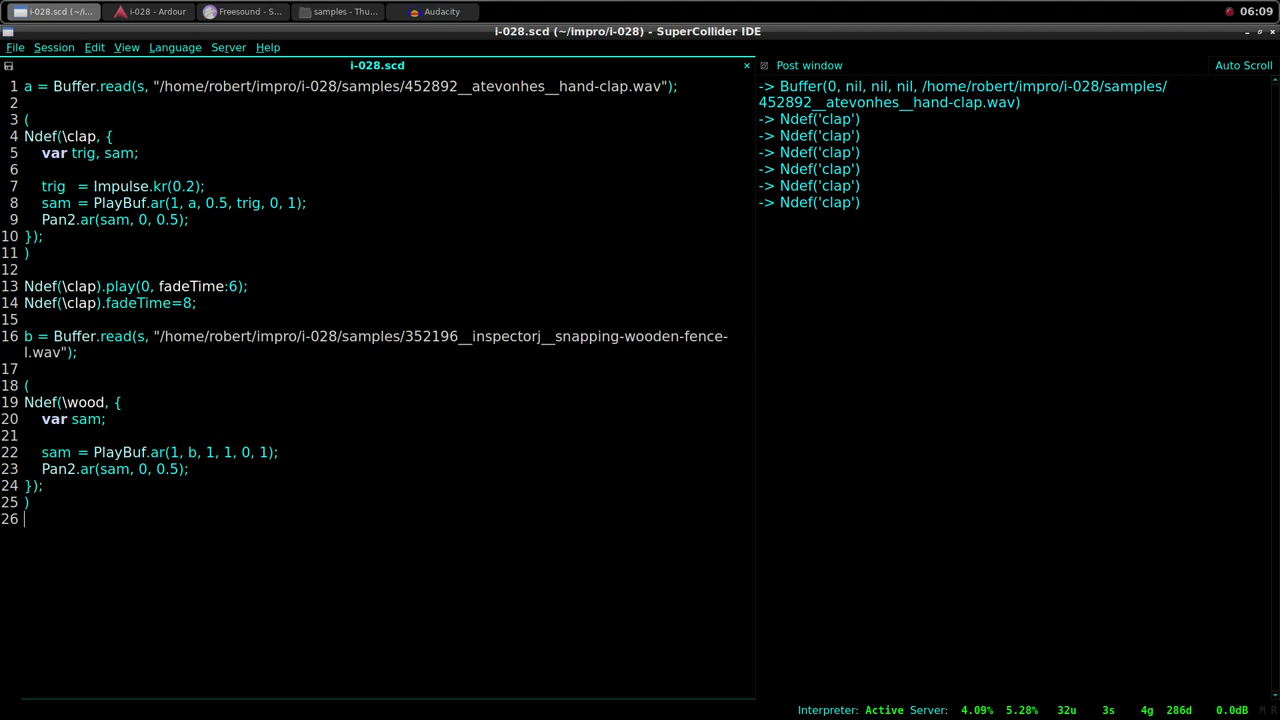 i-028.scd (~/i...
i-028 - Ardour
Freesound - S...
samples - Thu...
Audacity
06:09
i-028.scd (~/impro/i-028) - SuperCollider IDE
File Session Edit View Language Server Help
i-028.scd
Post window
Auto Scroll
1 a = Buffer.read(s, "/home/robert/impro/i-028/samples/452892__atevonhes__hand-clap.wav");
2
3 (
4 Ndef(\clap, {
5 var trig, sam;
6
7 trig = Impulse.kr(0.2);
8 sam = PlayBuf.ar(1, a, 0.5, trig, 0, 1);
9 Pan2.ar(sam, 0, 0.5);
10 });
11 )
12
13 Ndef(\clap).play(0, fadeTime:6);
14 Ndef(\clap).fadeTime=8;
15
16 b = Buffer.read(s, "/home/robert/impro/i-028/samples/352196__inspectorj__snapping-wooden-fence-
l.wav");
17
18 (
19 Ndef(\wood, {
20 var sam;
21
22 sam = PlayBuf.ar(1, b, 1, 1, 0, 1);
23 Pan2.ar(sam, 0, 0.5);
24 });
25 )
26
-> Buffer(0, nil, nil, nil, /home/robert/impro/i-028/samples/
452892__atevonhes__hand-clap.wav)
-> Ndef('clap')
-> Ndef('clap')
-> Ndef('clap')
-> Ndef('clap')
-> Ndef('clap')
-> Ndef('clap')
Interpreter: Active Server: 4.09% 5.28% 32u 3s 4g 286d 0.0dB M R